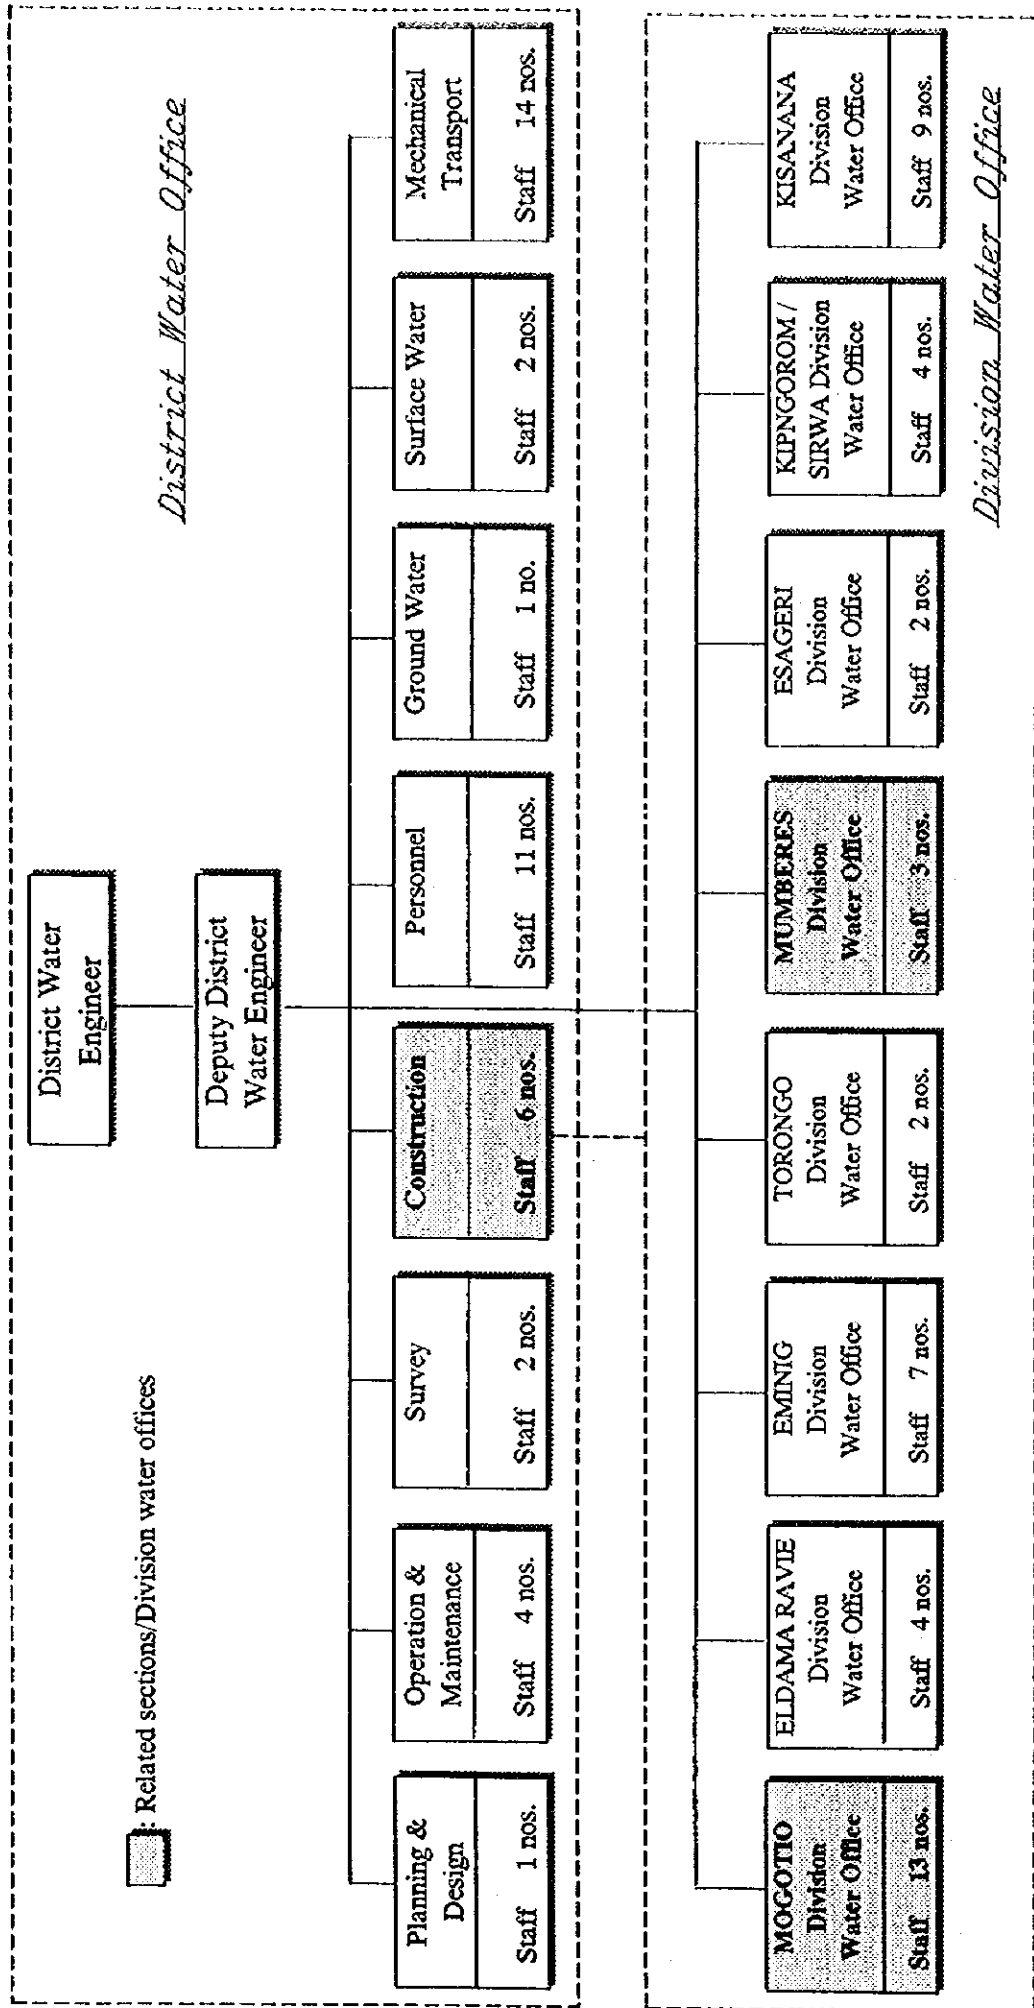 District Water
Engineer
Deputy District
Water Engineer
: Related sections/Division water offices
District Water Office
Planning &
Design
Staff 1 nos.
Operation &
Maintenance
Staff 4 nos.
Survey
Staff 2 nos.
Construction
Staff 6 nos.
Personnel
Staff 11 nos.
Ground Water
Staff 1 no.
Surface Water
Staff 2 nos.
Mechanical
Transport
Staff 14 nos.
MOGOTIO
Division
Water Office
Staff 13 nos.
ELDAMA RAVIE
Division
Water Office
Staff 4 nos.
EMINIG
Division
Water Office
Staff 7 nos.
TORONGO
Division
Water Office
Staff 2 nos.
MUMBERES
Division
Water Office
Staff 3 nos.
ESAGERI
Division
Water Office
Staff 2 nos.
KIPNGOROM /
SIRWA Division
Water Office
Staff 4 nos.
KISANANA
Division
Water Office
Staff 9 nos.
Division Water Office